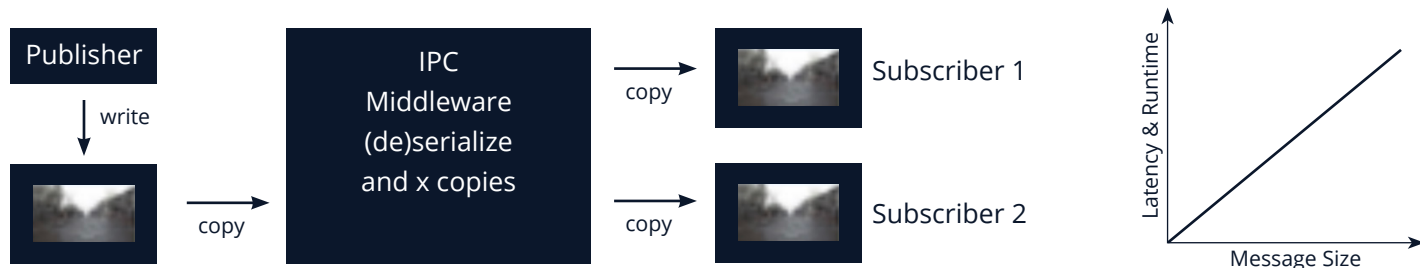 Publisher
write
copy
IPC
Middleware
(de)serialize
and x copies
copy
Subscriber 1
copy
Subscriber 2
Latency & Runtime
Message Size